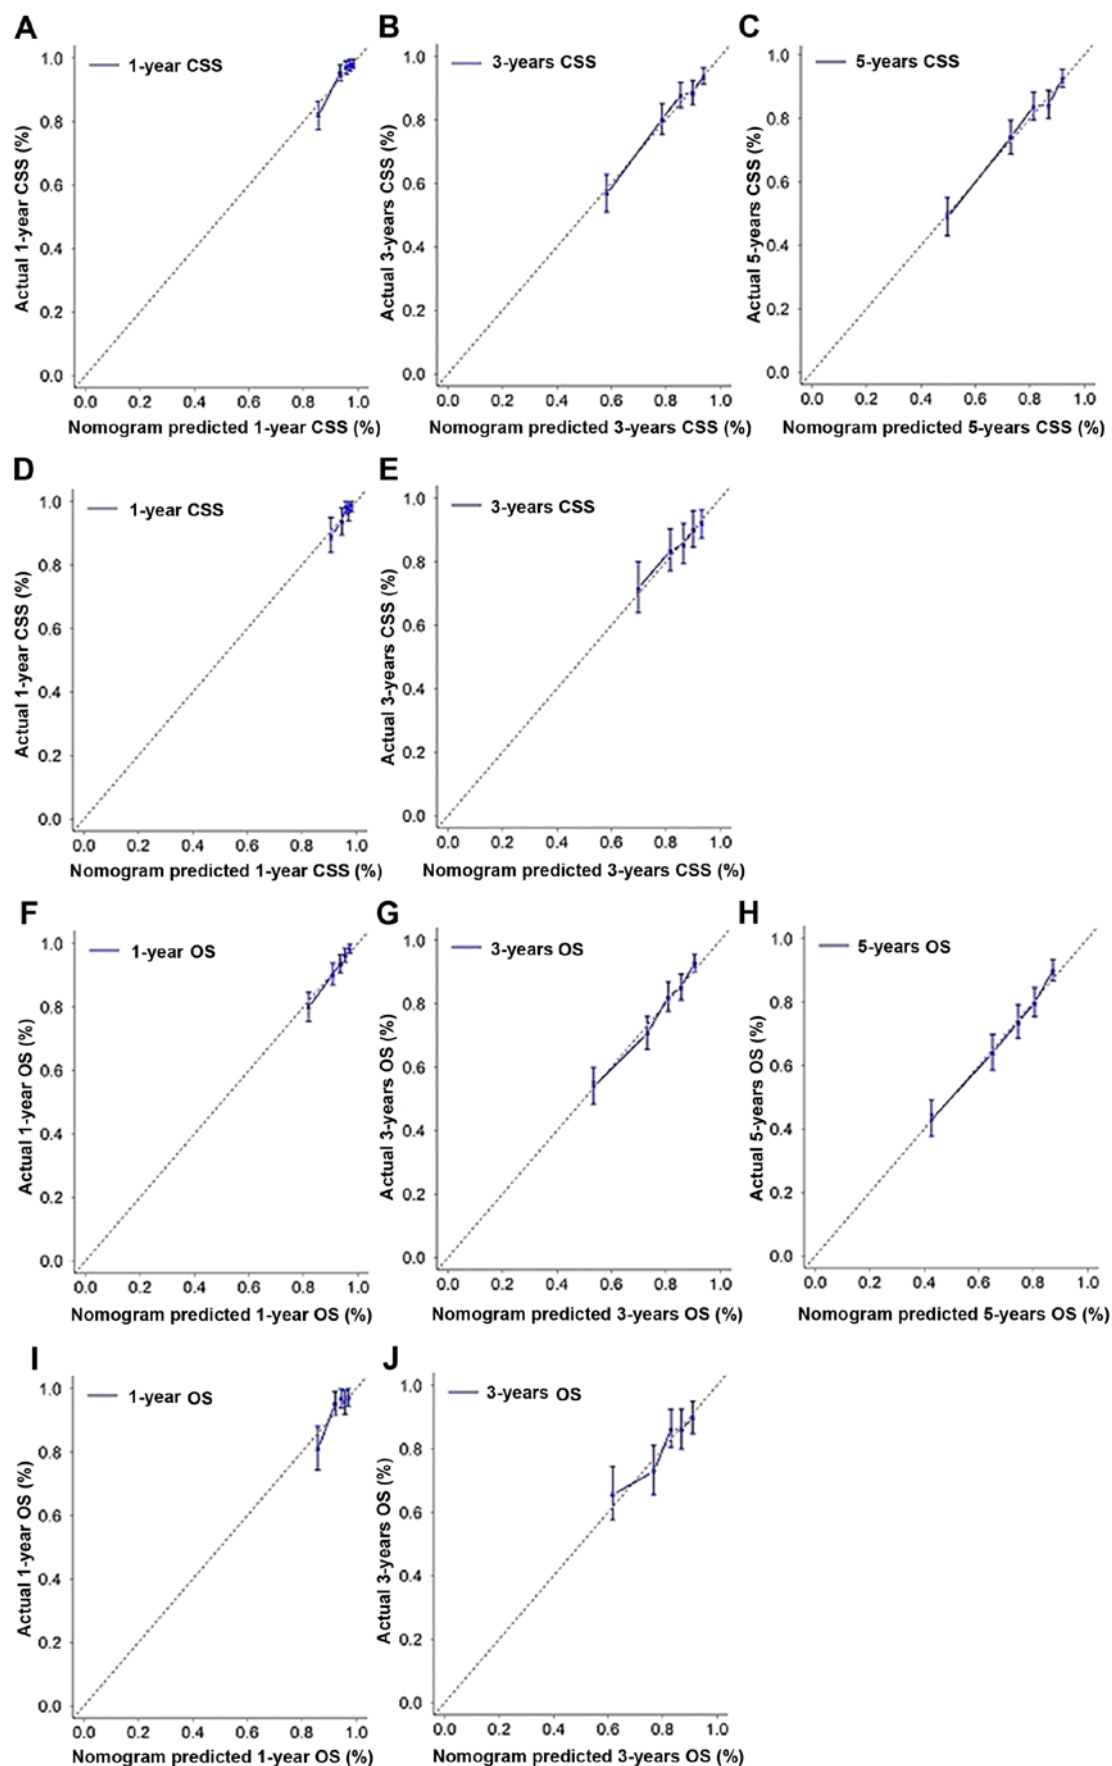 A
1-year CSS
Actual 1-year CSS (%)
1.0
0.8
0.6
0.4
0.2
0.0
0.0 0.2 0.4 0.6 0.8 1.0
Nomogram predicted 1-year CSS (%)
B
3-years CSS
Actual 3-years CSS (%)
1.0
0.8
0.6
0.4
0.2
0.0
0.0 0.2 0.4 0.6 0.8 1.0
Nomogram predicted 3-years CSS (%)
C
5-years CSS
Actual 5-years CSS (%)
1.0
0.8
0.6
0.4
0.2
0.0
0.0 0.2 0.4 0.6 0.8 1.0
Nomogram predicted 5-years CSS (%)
D
1-year CSS
Actual 1-year CSS (%)
1.0
0.8
0.6
0.4
0.2
0.0
0.0 0.2 0.4 0.6 0.8 1.0
Nomogram predicted 1-year CSS (%)
E
3-years CSS
Actual 3-years CSS (%)
1.0
0.8
0.6
0.4
0.2
0.0
0.0 0.2 0.4 0.6 0.8 1.0
Nomogram predicted 3-years CSS (%)
F
1-year OS
Actual 1-year OS (%)
1.0
0.8
0.6
0.4
0.2
0.0
0.0 0.2 0.4 0.6 0.8 1.0
Nomogram predicted 1-year OS (%)
G
3-years OS
Actual 3-years OS (%)
1.0
0.8
0.6
0.4
0.2
0.0
0.0 0.2 0.4 0.6 0.8 1.0
Nomogram predicted 3-years OS (%)
H
5-years OS
Actual 5-years OS (%)
1.0
0.8
0.6
0.4
0.2
0.0
0.0 0.2 0.4 0.6 0.8 1.0
Nomogram predicted 5-years OS (%)
I
1-year OS
Actual 1-year OS (%)
1.0
0.8
0.6
0.4
0.2
0.0
0.0 0.2 0.4 0.6 0.8 1.0
Nomogram predicted 1-year OS (%)
J
3-years OS
Actual 3-years OS (%)
1.0
0.8
0.6
0.4
0.2
0.0
0.0 0.2 0.4 0.6 0.8 1.0
Nomogram predicted 3-years OS (%)